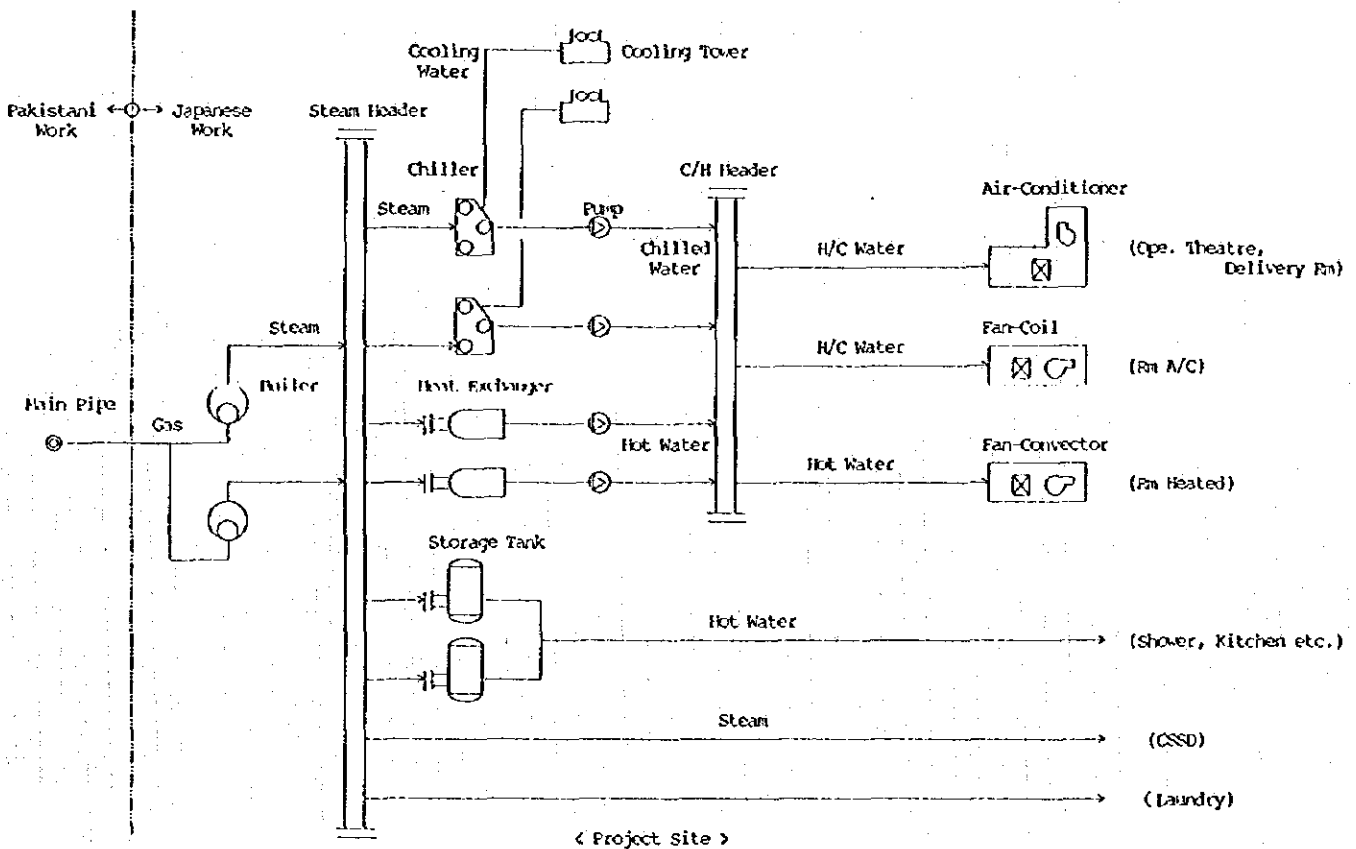 Cooling
Water
Cooling Tower
Pakistani
Work
Japanese
Work
Steam Header
Chiller
C/H Header
Air-Conditioner
Steam
Pump
Chilled
Water
H/C Water
(Ope. Theatre,
Delivery Rm)
Steam
Fan-Coil
H/C Water
(Rm A/C)
Boiler
Heat Exchanger
Main Pipe
Gas
Hot Water
Fan-Convector
Hot Water
(Rm Heated)
Storage Tank
Hot Water
(Shower, Kitchen etc.)
Steam
(CSSD)
(Laundry)
< Project Site >